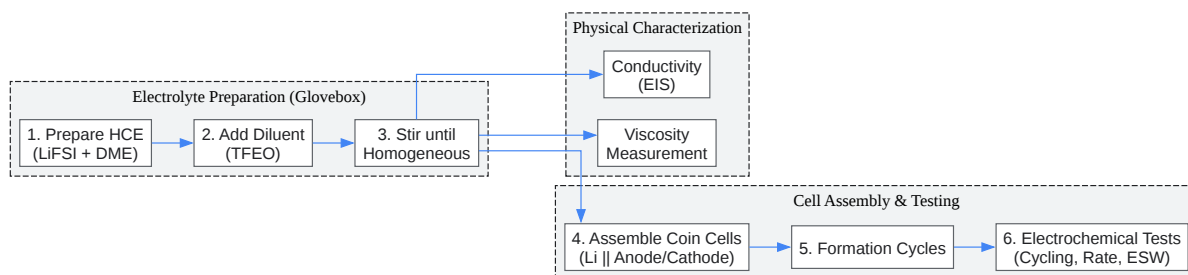 Physical Characterization
Conductivity
(EIS)
Electrolyte Preparation (Glovebox)
1. Prepare HCE
(LiFSI + DME)
2. Add Diluent
(TFEO)
3. Stir until
Homogeneous
Viscosity
Measurement
Cell Assembly & Testing
4. Assemble Coin Cells
(Li || Anode/Cathode)
5. Formation Cycles
6. Electrochemical Tests
(Cycling, Rate, ESW)